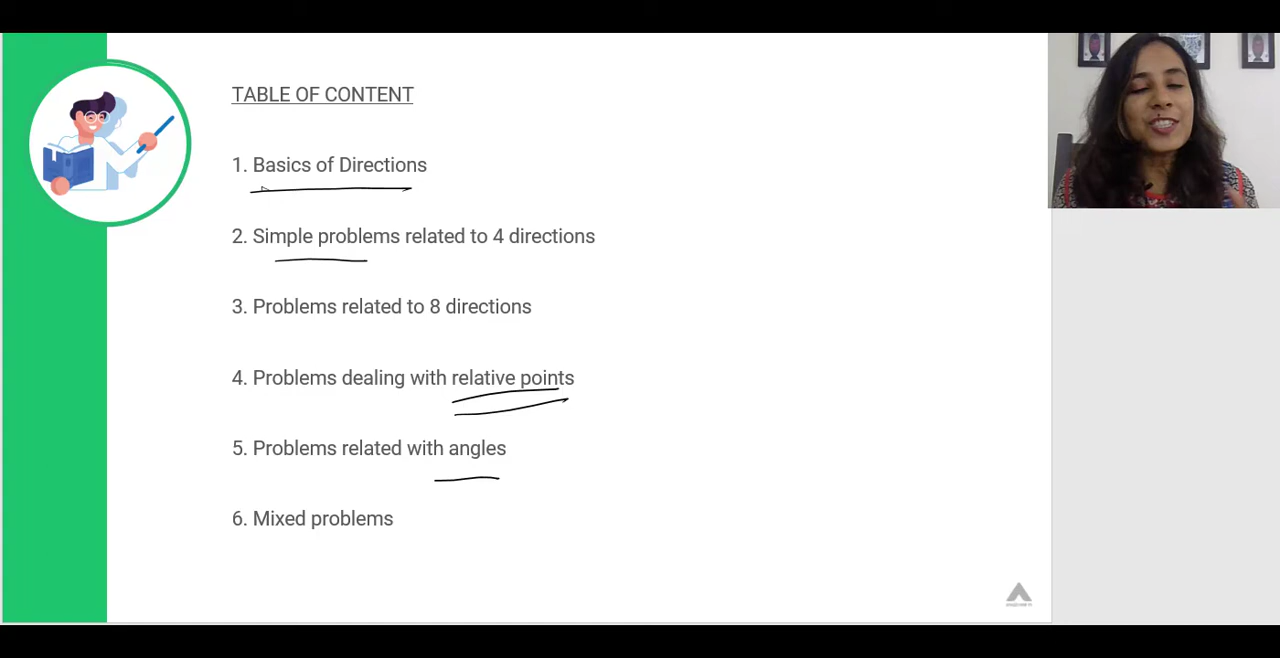 TABLE OF CONTENT
1. Basics of Directions
2. Simple problems related to 4 directions
3. Problems related to 8 directions
4. Problems dealing with relative points
5. Problems related with angles
6. Mixed problems